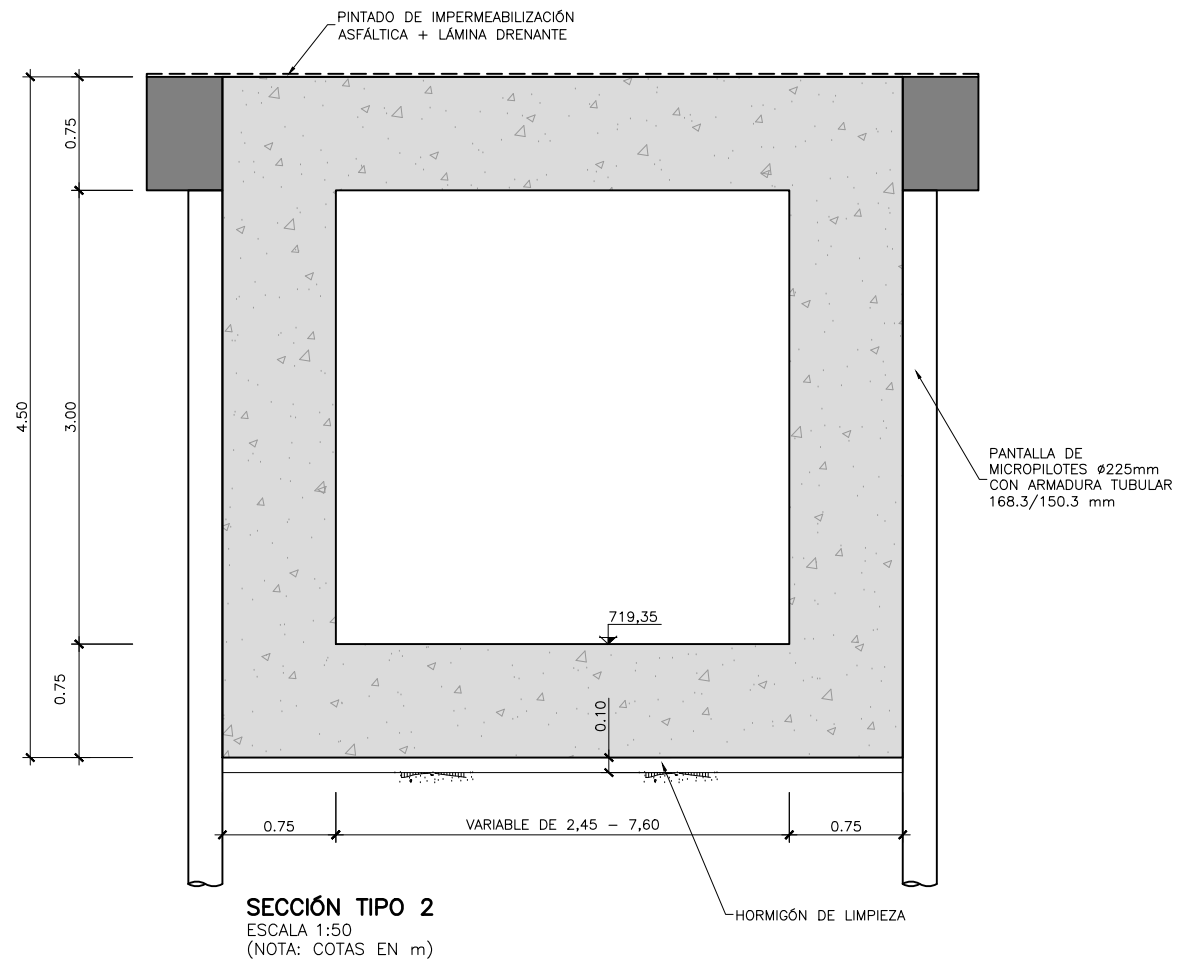 PINTADO DE IMPERMEABILIZACIÓN
ASFÁLTICA + LÁMINA DRENANTE
0.75
4.50
3.00
0.75
PANTALLA DE
MICROPILOTES ø225mm
CON ARMADURA TUBULAR
168.3/150.3 mm
719,35
0.10
0.75
VARIABLE DE 2,45 – 7,60
0.75
HORMIGÓN DE LIMPIEZA
SECCIÓN TIPO 2
ESCALA 1:50
(NOTA: COTAS EN m)